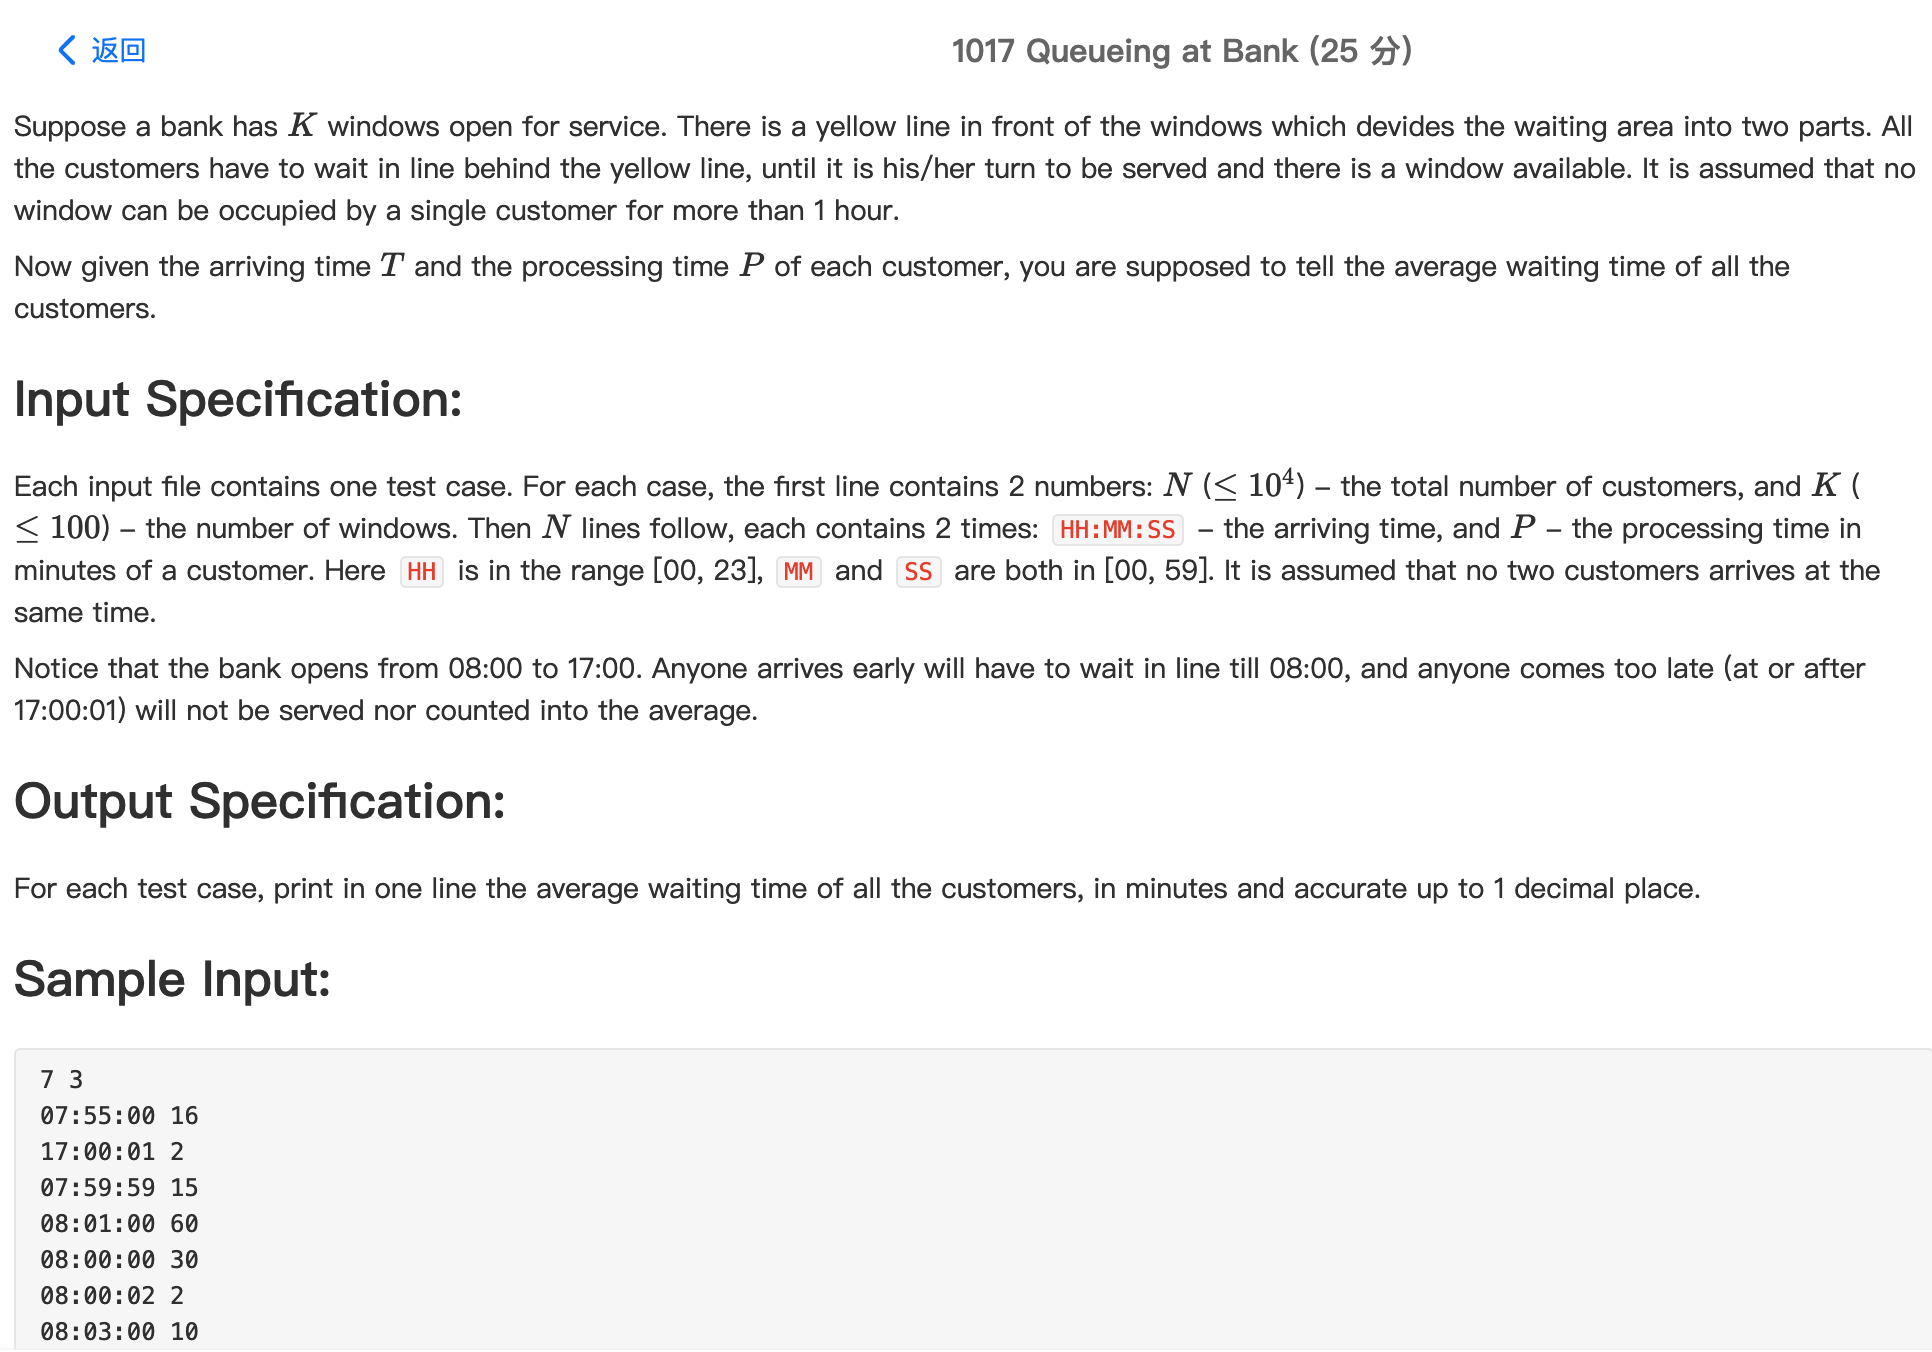 返回
1017 Queueing at Bank (25 分)
Suppose a bank has K windows open for service. There is a yellow line in front of the windows which devides the waiting area into two parts. All
the customers have to wait in line behind the yellow line, until it is his/her turn to be served and there is a window available. It is assumed that no
window can be occupied by a single customer for more than 1 hour.
Now given the arriving time T and the processing time P of each customer, you are supposed to tell the average waiting time of all the
customers.
Input Specification:
Each input file contains one test case. For each case, the first line contains 2 numbers: N (≤ 10⁴) – the total number of customers, and K (
≤ 100) – the number of windows. Then N lines follow, each contains 2 times: HH:MM:SS – the arriving time, and P – the processing time in
minutes of a customer. Here HH is in the range [00, 23], MM and SS are both in [00, 59]. It is assumed that no two customers arrives at the
same time.
Notice that the bank opens from 08:00 to 17:00. Anyone arrives early will have to wait in line till 08:00, and anyone comes too late (at or after
17:00:01) will not be served nor counted into the average.
Output Specification:
For each test case, print in one line the average waiting time of all the customers, in minutes and accurate up to 1 decimal place.
Sample Input:
7 3
07:55:00 16
17:00:01 2
07:59:59 15
08:01:00 60
08:00:00 30
08:00:02 2
08:03:00 10